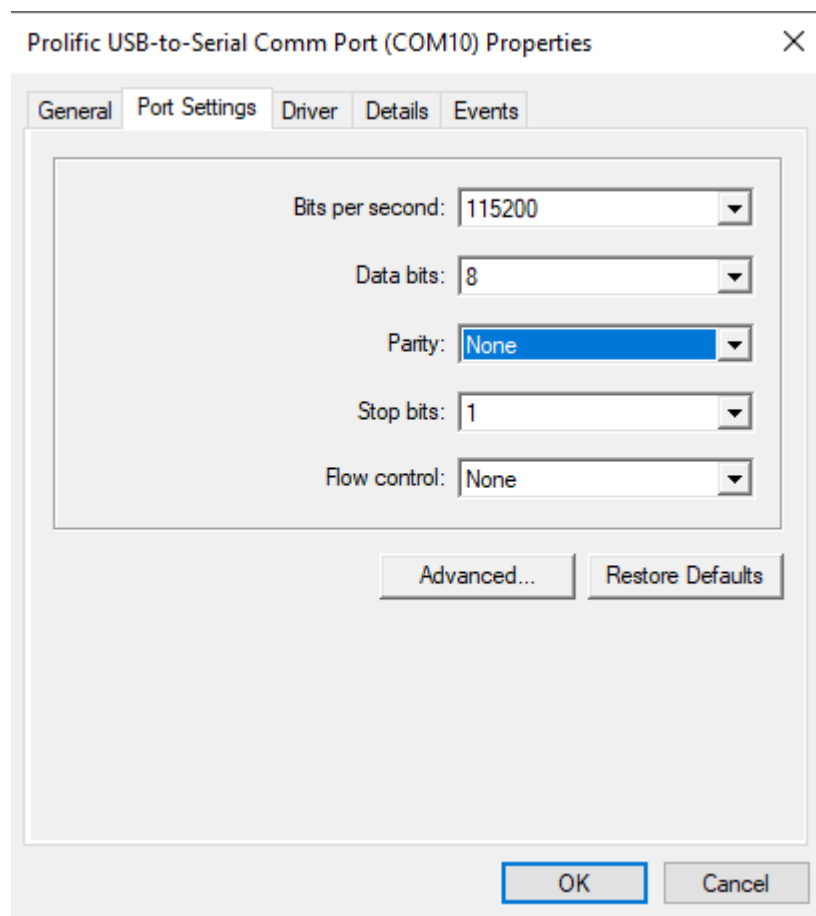 Prolific USB-to-Serial Comm Port (COM10) Properties
General Port Settings Driver Details Events
Bits per second: 115200
Data bits: 8
Parity: None
Stop bits: 1
Flow control: None
Advanced... Restore Defaults
OK Cancel